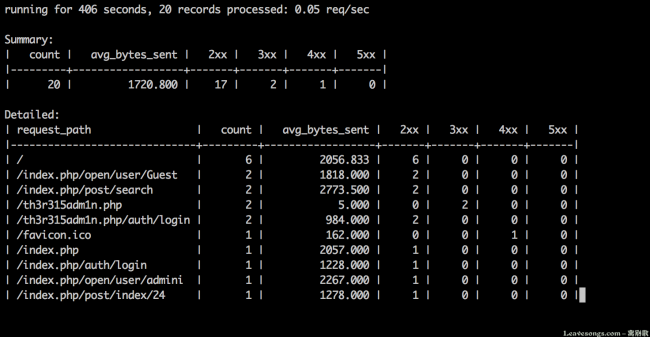 running for 406 seconds, 20 records processed: 0.05 req/sec
Summary:
| count | avg_bytes_sent | 2xx | 3xx | 4xx | 5xx |
|---------+------------------+-------+-------+-------+-------|
| 20 | 1720.800 | 17 | 2 | 1 | 0 |
Detailed:
| request_path | count | avg_bytes_sent | 2xx | 3xx | 4xx | 5xx |
|------------------------------+---------+------------------+-------+-------+-------+-------|
| / | 6 | 2056.833 | 6 | 0 | 0 | 0 |
| /index.php/open/user/Guest | 2 | 1818.000 | 2 | 0 | 0 | 0 |
| /index.php/post/search | 2 | 2773.500 | 2 | 0 | 0 | 0 |
| /th3r315adm1n.php | 2 | 5.000 | 0 | 2 | 0 | 0 |
| /th3r315adm1n.php/auth/login | 2 | 984.000 | 2 | 0 | 0 | 0 |
| /favicon.ico | 1 | 162.000 | 0 | 0 | 1 | 0 |
| /index.php | 1 | 2057.000 | 1 | 0 | 0 | 0 |
| /index.php/auth/login | 1 | 1228.000 | 1 | 0 | 0 | 0 |
| /index.php/open/user/admini | 1 | 2267.000 | 1 | 0 | 0 | 0 |
| /index.php/post/index/24 | 1 | 1278.000 | 1 | 0 | 0 | 0 |
Leavesongs.com - 离别歌